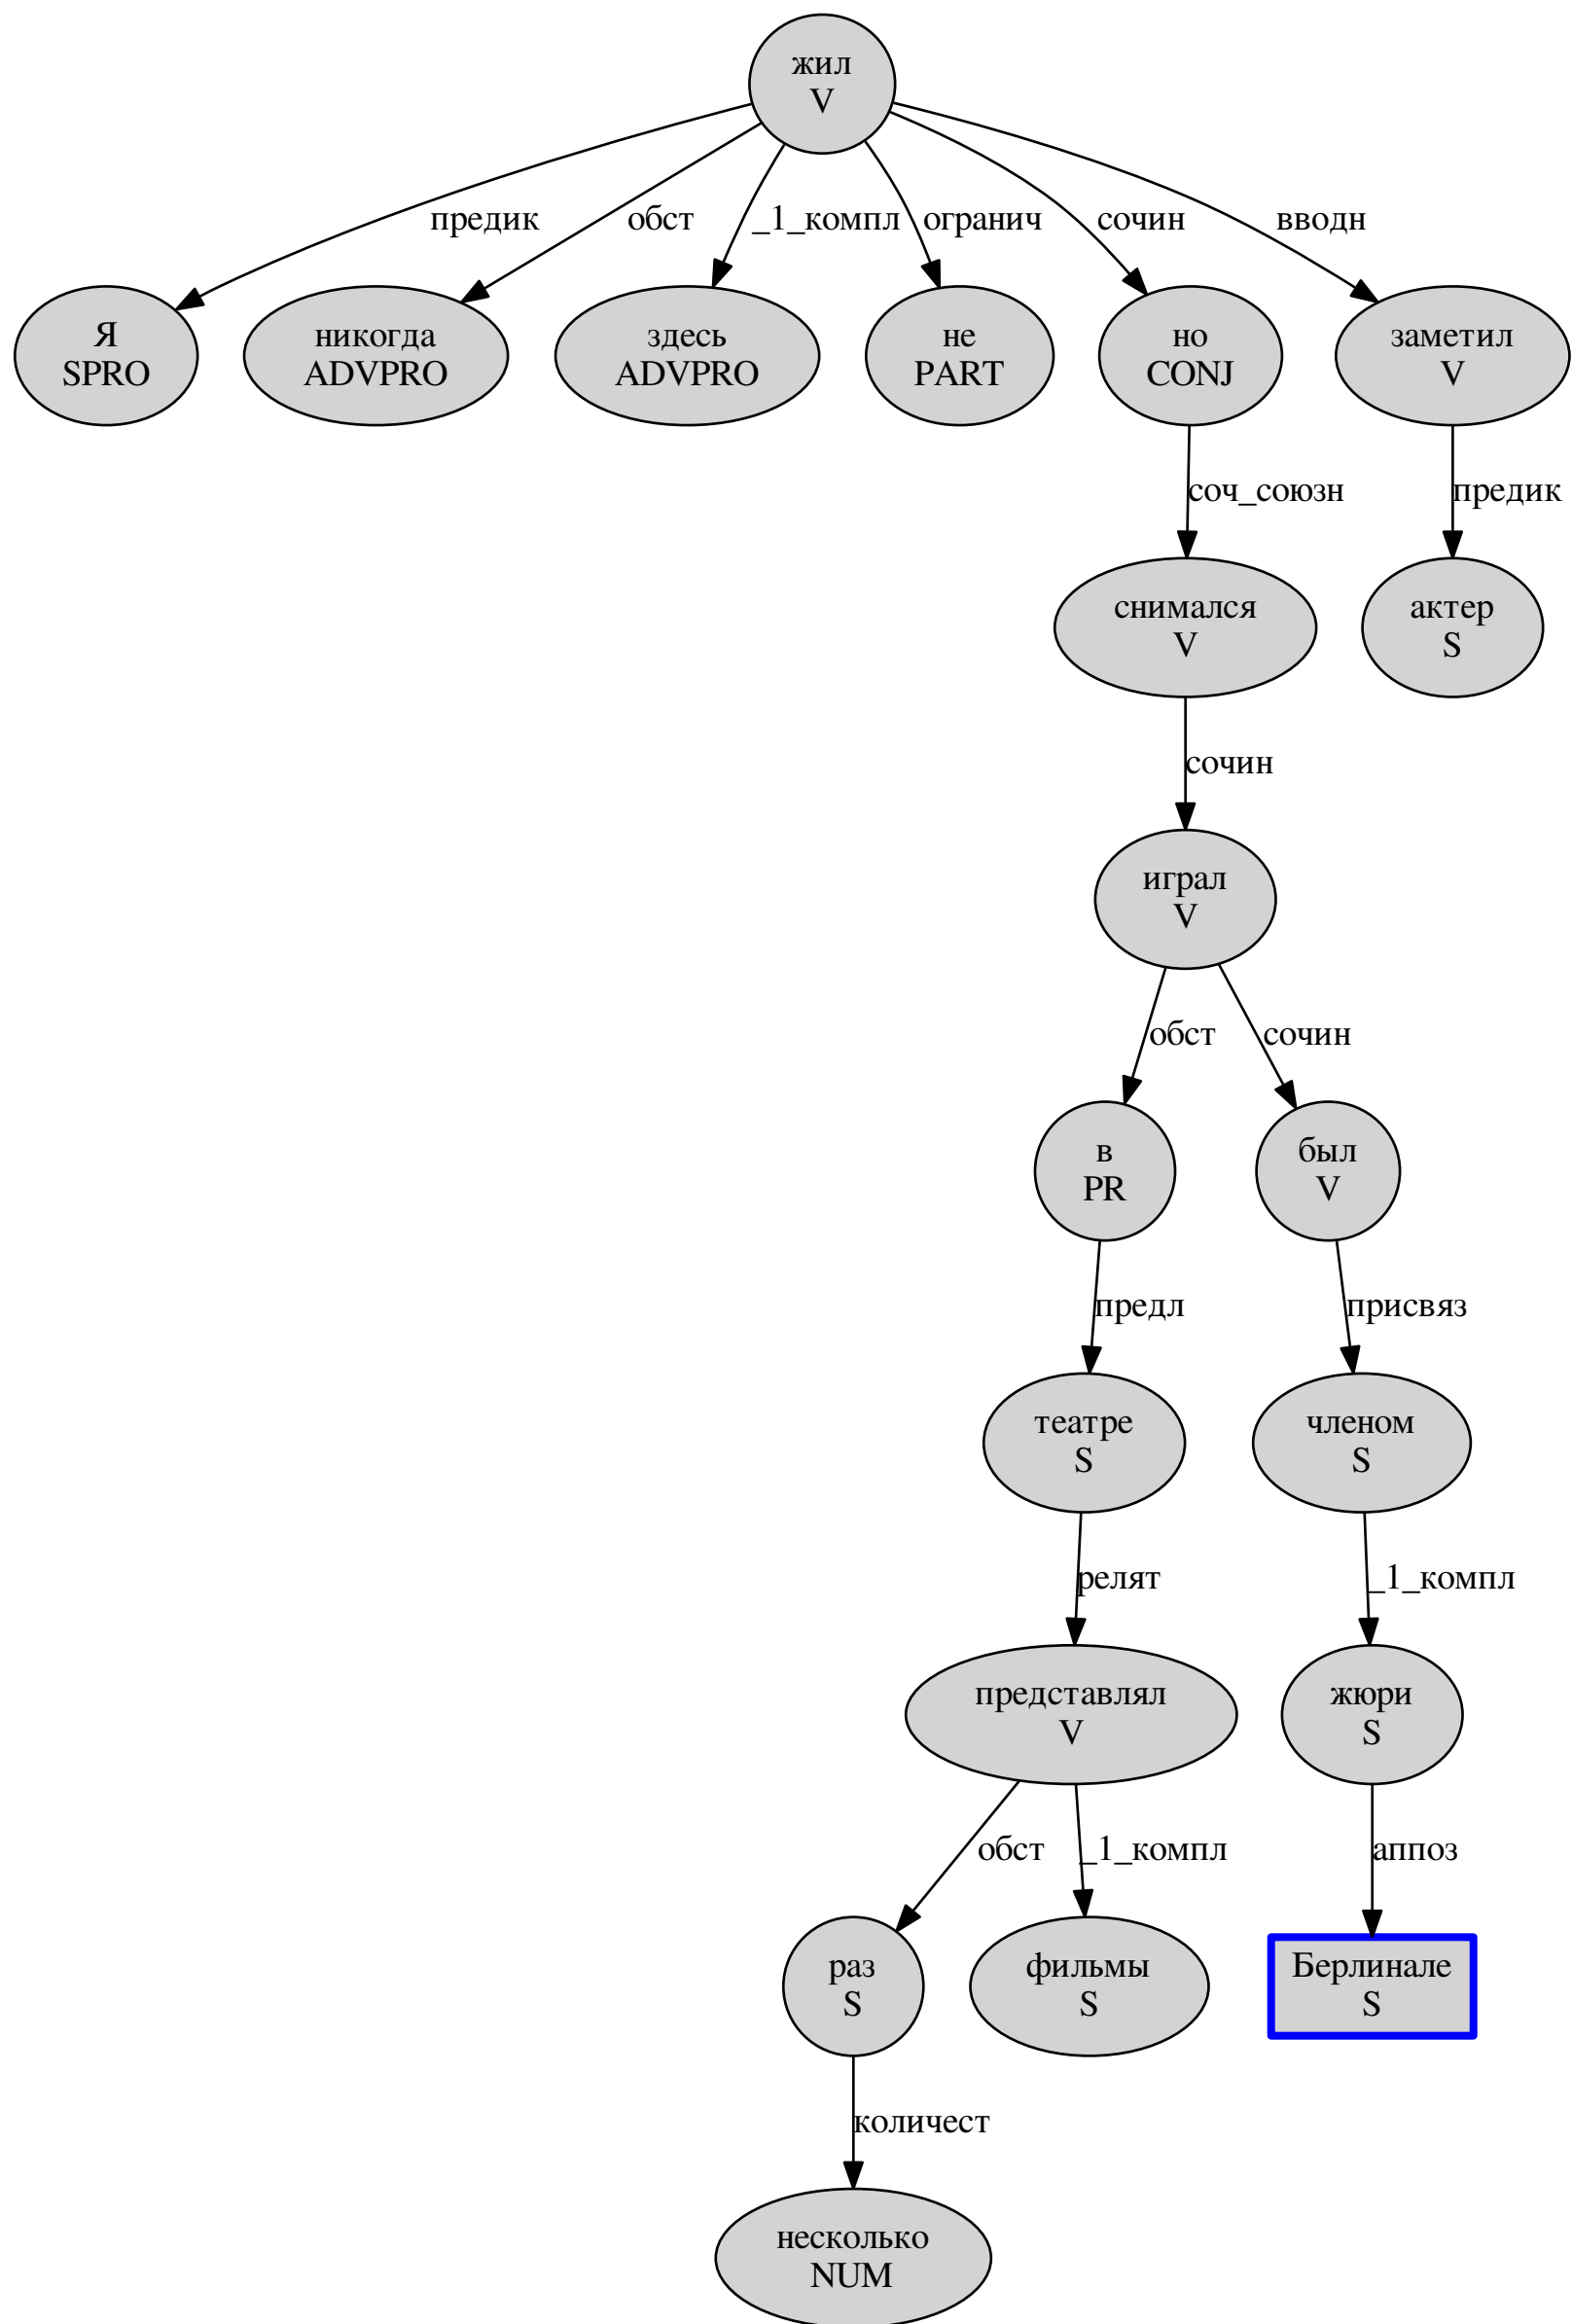 жил
V
предик
обст
_1_компл
огранич
сочин
вводн
Я
SPRO
никогда
ADVPRO
здесь
ADVPRO
не
PART
но
CONJ
заметил
V
соч_союзн
предик
снимался
V
актер
S
сочин
играл
V
обст
сочин
в
PR
был
V
предл
присвяз
театре
S
членом
S
релят
_1_компл
представлял
V
жюри
S
обст
_1_компл
аппоз
раз
S
фильмы
S
Берлинале
S
количест
несколько
NUM